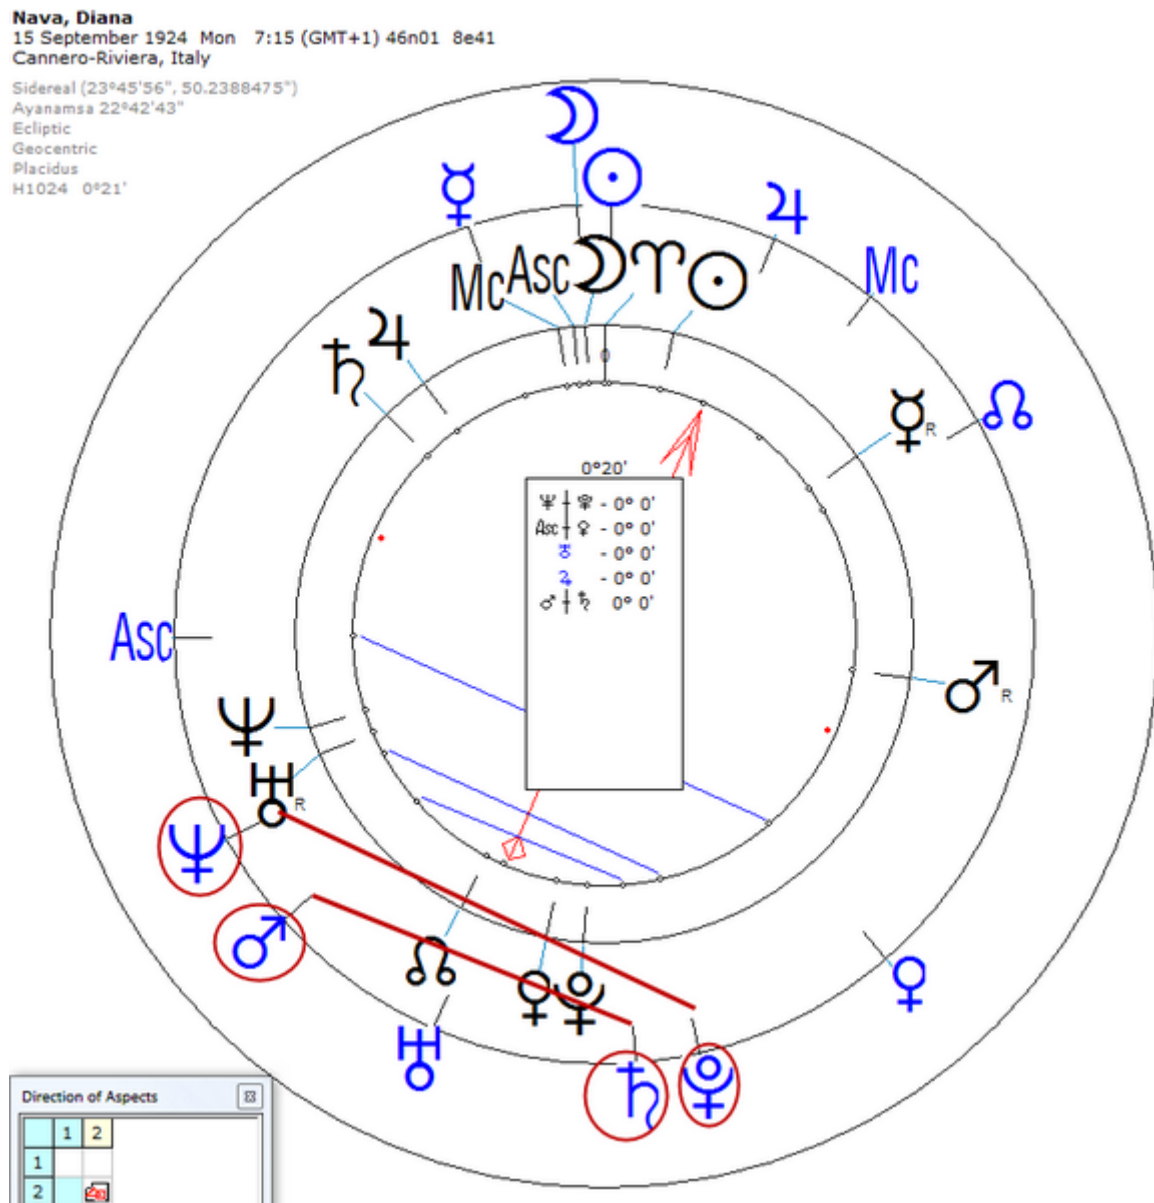 Nava, Diana
15 September 1924 Mon 7:15 (GMT+1) 46n01 8e41
Cannero-Riviera, Italy
Sidereal (23°45'56", 50.2388475")
Ayanamsa 22°42'43"
Ecliptic
Geocentric
Placidus
H1024 0°21'
☽
☉
☿
♃
Mc
Mc Asc ☽ ♈ ☉
♄ ♃
0
☿ R
☊
0°20'
♆ ┼ ⯓ - 0° 0'
Asc ┼ ♀ - 0° 0'
♅ - 0° 0'
♃ - 0° 0'
♂ ┼ ♄ 0° 0'
Asc
♂ R
♆
♅ R
♆
♂
☊
♀ ⯓
♀
♅
♄ ⯓
Direction of Aspects
1 2
1
2